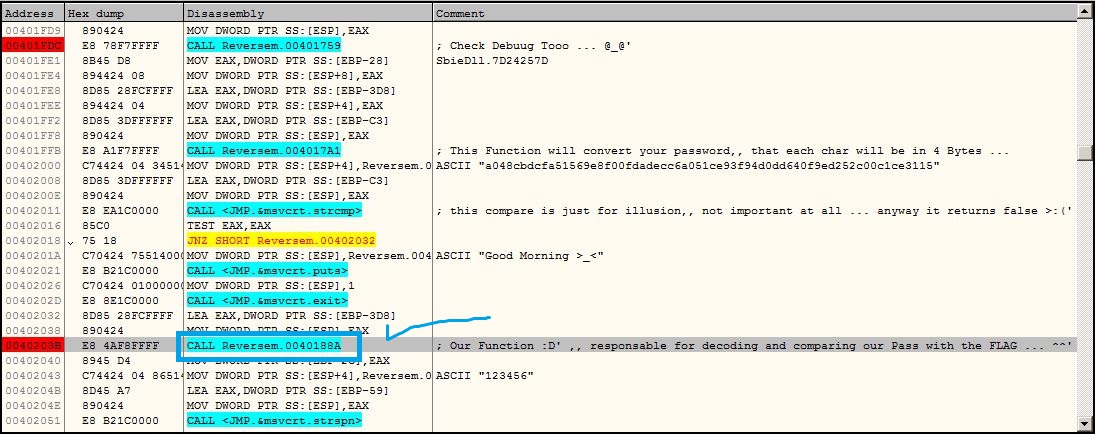 Address Hex dump Disassembly Comment
00401FD9 890424 MOV DWORD PTR SS:[ESP],EAX
00401FDC E8 78F7FFFF CALL Reversem.00401759 ; Check Debuug Tooo ... @_@'
00401FE1 8B45 D8 MOV EAX,DWORD PTR SS:[EBP-28] SbieDll.7D24257D
00401FE4 894424 08 MOV DWORD PTR SS:[ESP+8],EAX
00401FE8 8D85 28FCFFFF LEA EAX,DWORD PTR SS:[EBP-3D8]
00401FEE 894424 04 MOV DWORD PTR SS:[ESP+4],EAX
00401FF2 8D85 3DFFFFFF LEA EAX,DWORD PTR SS:[EBP-C3]
00401FF8 890424 MOV DWORD PTR SS:[ESP],EAX
00401FFB E8 A1F7FFFF CALL Reversem.004017A1 ; This Function will convert your password,, that each char will be in 4 Bytes ...
00402000 C74424 04 34514 MOV DWORD PTR SS:[ESP+4],Reversem.0 ASCII "a048cbdcfa51569e8f00fdadecc6a051ce93f94d0dd640f9ed252c00c1ce3115"
00402008 8D85 3DFFFFFF LEA EAX,DWORD PTR SS:[EBP-C3]
0040200E 890424 MOV DWORD PTR SS:[ESP],EAX
00402011 E8 EA1C0000 CALL <JMP.&msvcrt.strcmp> ; this compare is just for illusion,, not important at all ... anyway it returns false >:('
00402016 85C0 TEST EAX,EAX
00402018 75 18 JNZ SHORT Reversem.00402032
0040201A C70424 75514000 MOV DWORD PTR SS:[ESP],Reversem.004 ASCII "Good Morning >_<"
00402021 E8 B21C0000 CALL <JMP.&msvcrt.puts>
00402026 C70424 01000000 MOV DWORD PTR SS:[ESP],1
0040202D E8 8E1C0000 CALL <JMP.&msvcrt.exit>
00402032 8D85 28FCFFFF LEA EAX,DWORD PTR SS:[EBP-3D8]
00402038 890424 MOV DWORD PTR SS:[ESP],EAX
0040203B E8 4AF8FFFF CALL Reversem.0040188A ; Our Function :D' ,, responsable for decoding and comparing our Pass with the FLAG ... ^^'
00402040 8945 D4 MOV DWORD PTR SS:[EBP-2C],EAX
00402043 C74424 04 86514 MOV DWORD PTR SS:[ESP+4],Reversem.0 ASCII "123456"
0040204B 8D45 A7 LEA EAX,DWORD PTR SS:[EBP-59]
0040204E 890424 MOV DWORD PTR SS:[ESP],EAX
00402051 E8 B21C0000 CALL <JMP.&msvcrt.strspn>